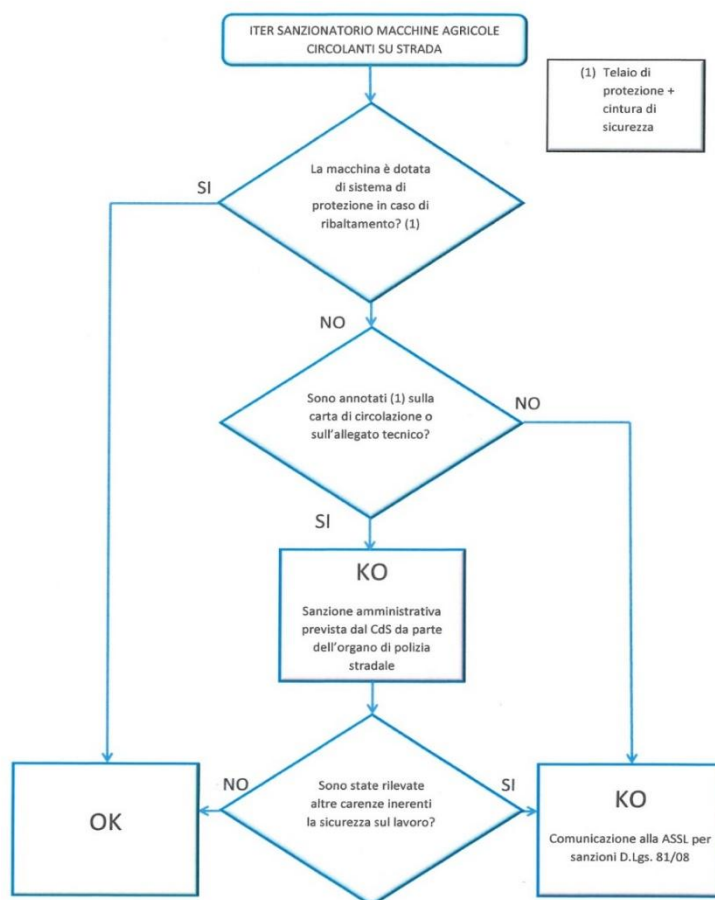 ITER SANZIONATORIO MACCHINE AGRICOLE
CIRCOLANTI SU STRADA
(1) Telaio di
protezione +
cintura di
sicurezza
La macchina è dotata
di sistema di
protezione in caso di
ribaltamento? (1)
SI
NO
Sono annotati (1) sulla
carta di circolazione o
sull'allegato tecnico?
NO
SI
KO
Sanzione amministrativa
prevista dal CdS da parte
dell'organo di polizia
stradale
Sono state rilevate
altre carenze inerenti
la sicurezza sul lavoro?
NO
SI
OK
KO
Comunicazione alla ASSL per
sanzioni D.Lgs. 81/08